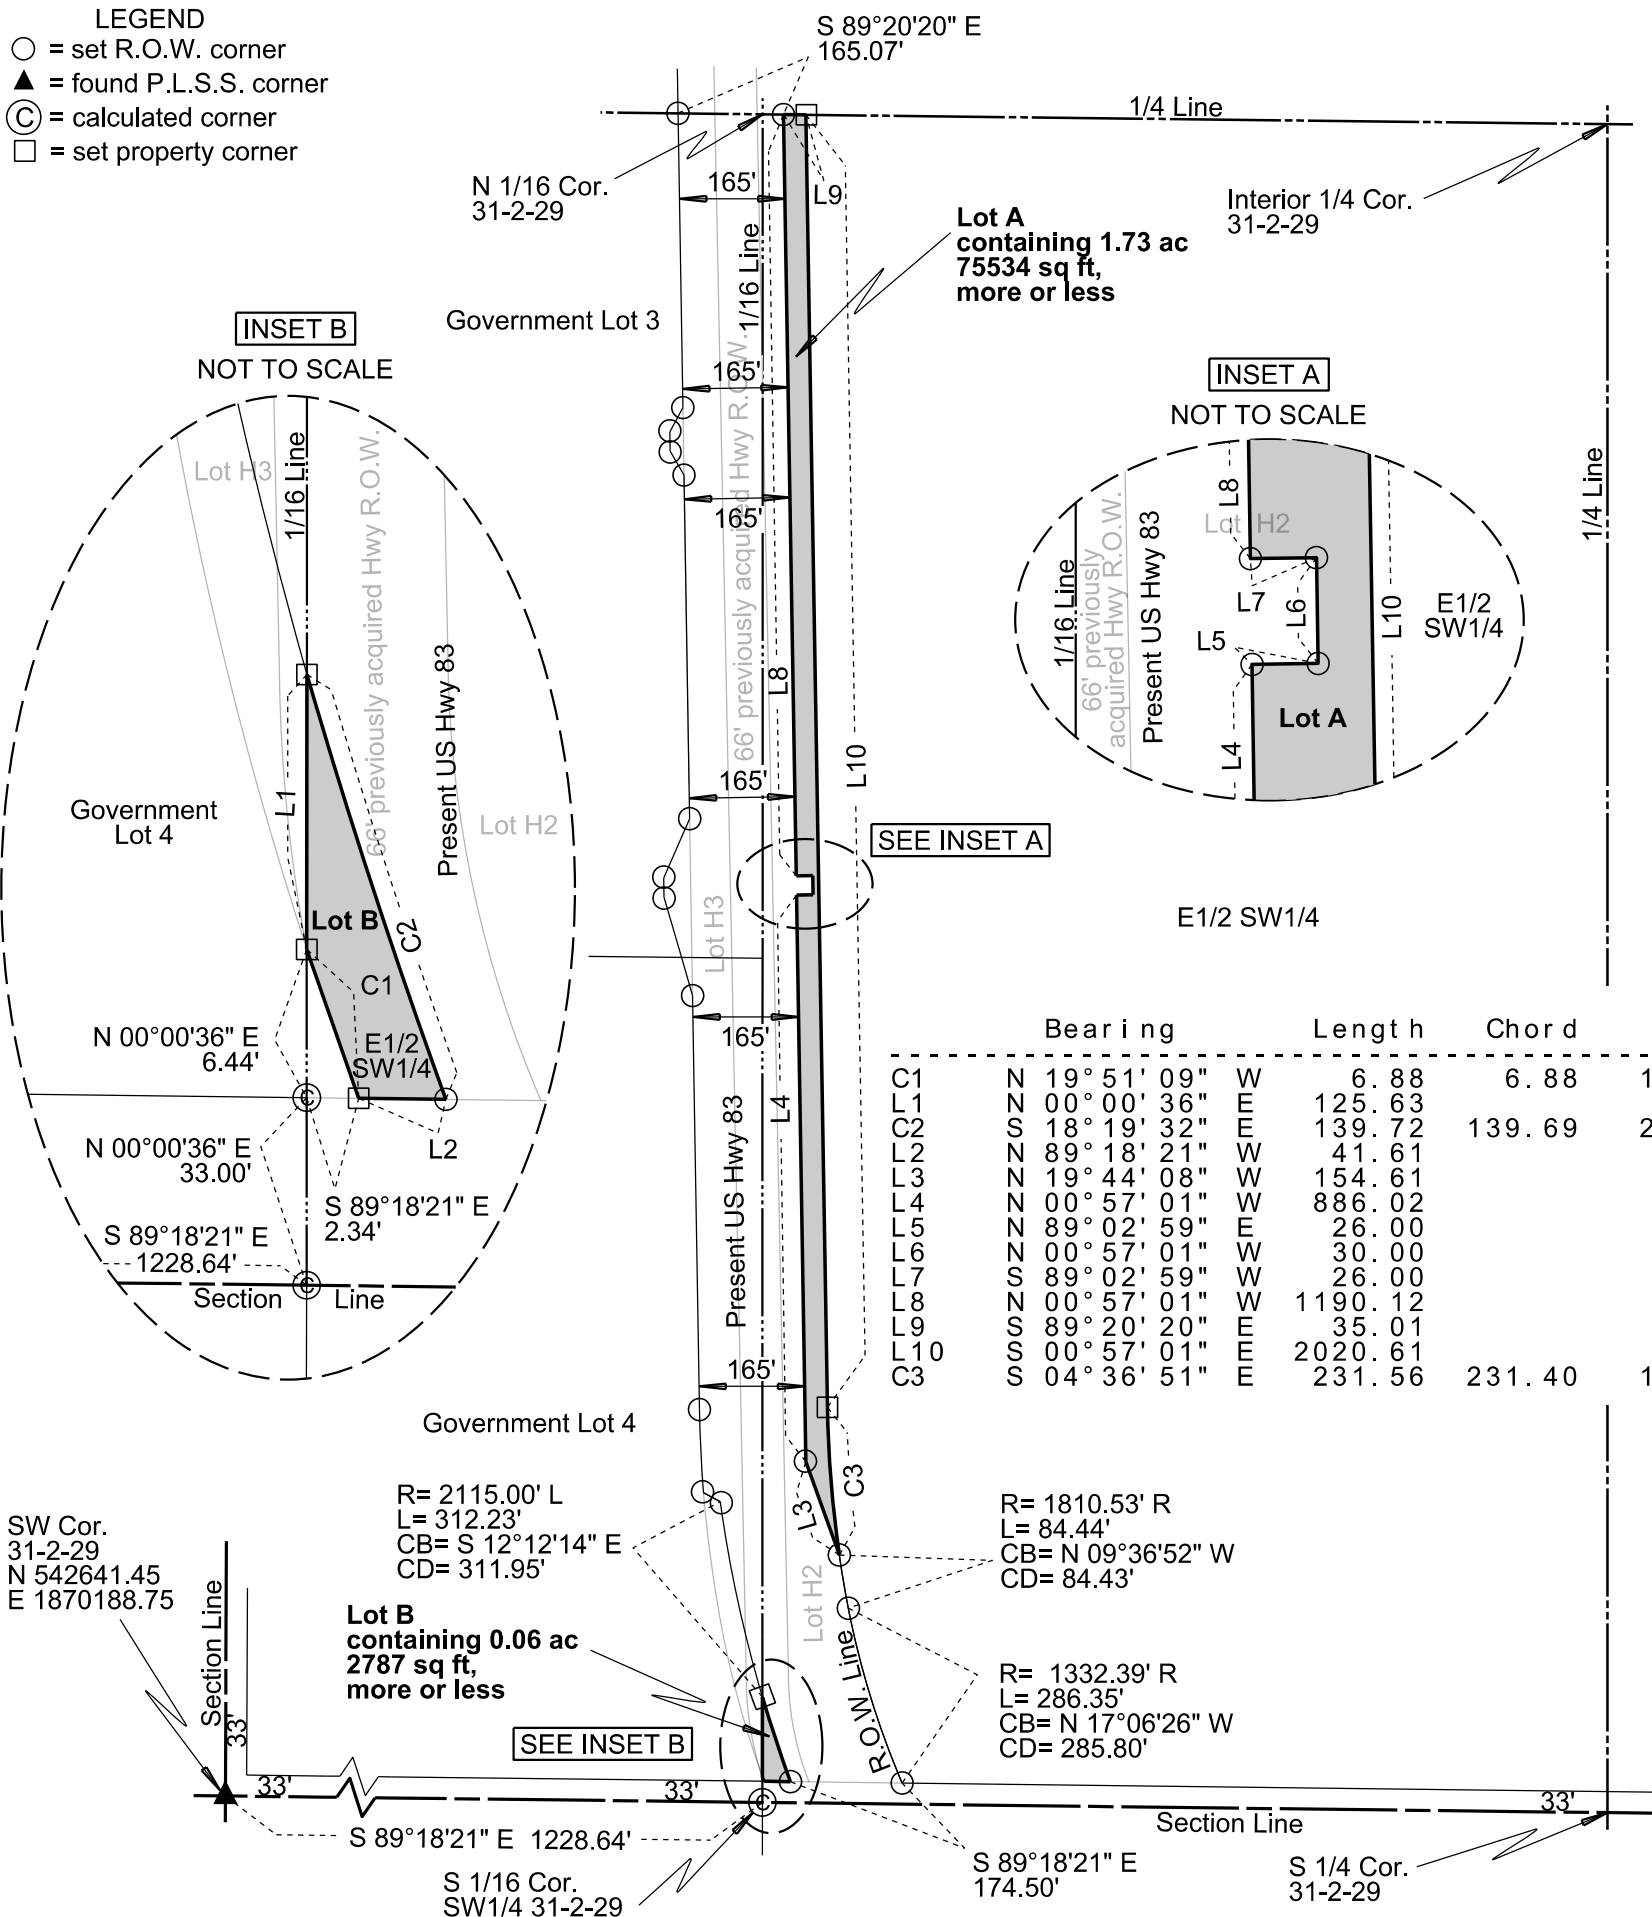 LEGEND
= set R.O.W. corner
= found P.L.S.S. corner
C = calculated corner
= set property corner
S 89°20'20" E
165.07'
1/4 Line
N 1/16 Cor.
31-2-29
165'
L9
Interior 1/4 Cor.
31-2-29
Lot A
containing 1.73 ac
75534 sq ft,
more or less
1/16 Line
Government Lot 3
INSET B
NOT TO SCALE
165'
66' previously acquired Hwy R.O.W.
165'
INSET A
NOT TO SCALE
Lot H3
1/16 Line
66' previously acquired Hwy R.O.W.
Present US Hwy 83
L1
Government
Lot 4
Lot H2
Lot B
C2
C1
E1/2
SW1/4
N 00°00'36" E
6.44'
N 00°00'36" E
33.00'
C
L2
S 89°18'21" E
2.34'
S 89°18'21" E
1228.64'
C
Section Line
L8
Lot H2
1/16 Line
66' previously
acquired Hwy R.O.W.
Present US Hwy 83
L7
L6
L5
L10
E1/2
SW1/4
L4
Lot A
1/4 Line
L8
L10
165'
SEE INSET A
Lot H3
E1/2 SW1/4
165'
L4
Present US Hwy 83
165'
Bearing Length Chord
C1 N 19°51'09" W 6.88 6.88 1
L1 N 00°00'36" E 125.63
C2 S 18°19'32" E 139.72 139.69 2
L2 N 89°18'21" W 41.61
L3 N 19°44'08" W 154.61
L4 N 00°57'01" W 886.02
L5 N 89°02'59" E 26.00
L6 N 00°57'01" W 30.00
L7 S 89°02'59" W 26.00
L8 N 00°57'01" W 1190.12
L9 S 89°20'20" E 35.01
L10 S 00°57'01" E 2020.61
C3 S 04°36'51" E 231.56 231.40 1
Government Lot 4
R= 2115.00' L
L= 312.23'
CB= S 12°12'14" E
CD= 311.95'
L3
C3
R= 1810.53' R
L= 84.44'
CB= N 09°36'52" W
CD= 84.43'
SW Cor.
31-2-29
N 542641.45
E 1870188.75
Section Line
33'
Lot B
containing 0.06 ac
2787 sq ft,
more or less
Lot H2
R.O.W. Line
R= 1332.39' R
L= 286.35'
CB= N 17°06'26" W
CD= 285.80'
SEE INSET B
33'
33'
C
33'
Section Line
S 89°18'21" E 1228.64'
S 1/16 Cor.
SW1/4 31-2-29
S 89°18'21" E
174.50'
S 1/4 Cor.
31-2-29